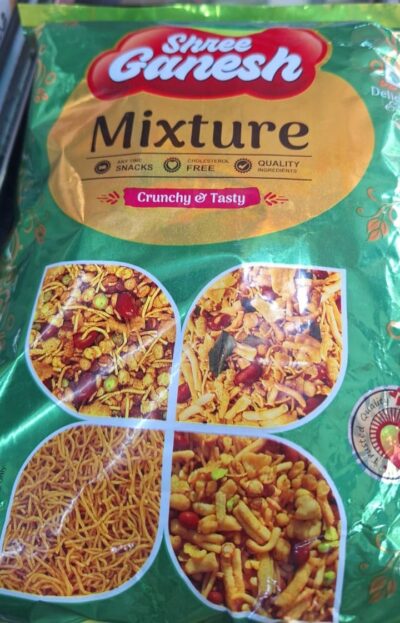 Shree
Ganesh
Mixture
ANY TIME
SNACKS
CHOLESTEROL
FREE
QUALITY
INGREDIENTS
Crunchy & Tasty